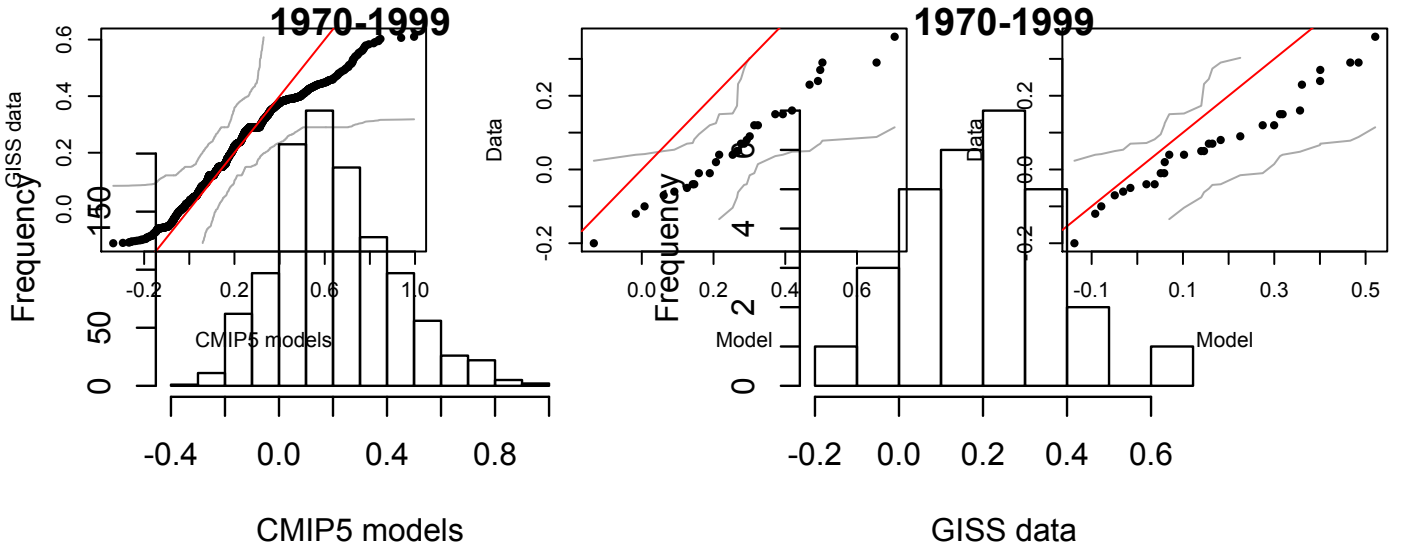 1970-1999
1970-1999
GISS data
0.0 0.2 0.4 0.6
-0.2 0.2 0.6 1.0
CMIP5 models
Data
-0.2 0.0 0.2
0.0 0.2 0.4 0.6
Model
Data
-0.2 0.0 0.2
-0.1 0.1 0.3 0.5
Model
Frequency
0 50 150
-0.4 0.0 0.4 0.8
CMIP5 models
Frequency
0 2 4 6
-0.2 0.0 0.2 0.4 0.6
GISS data